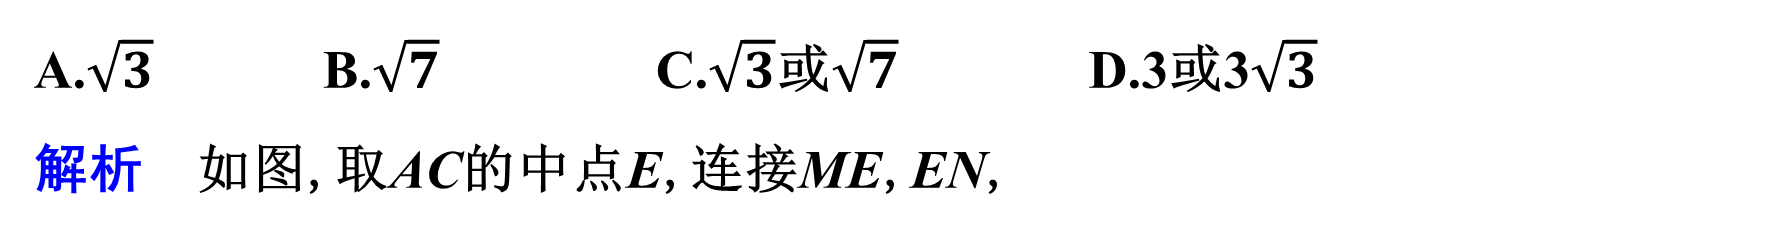 A.√3 B.√7 C.√3或√7 D.3或3√3
解析 如图, 取AC的中点E, 连接ME, EN,